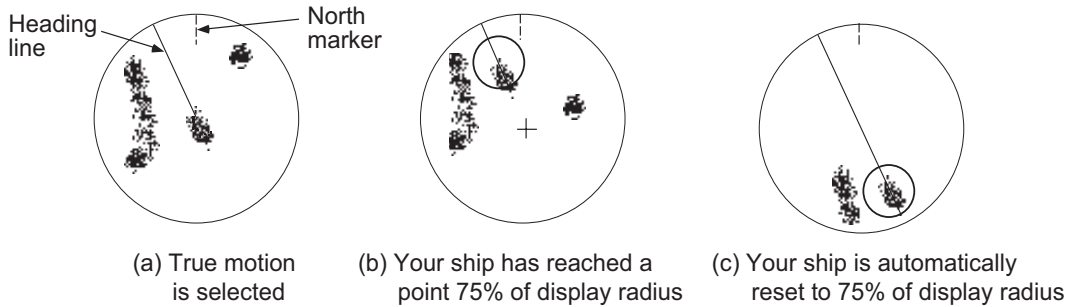 Heading
line
North
marker
(a) True motion
is selected
(b) Your ship has reached a
point 75% of display radius
(c) Your ship is automatically
reset to 75% of display radius